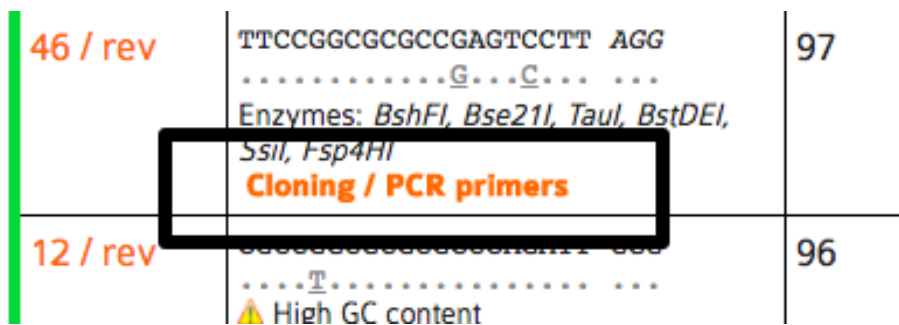 46 / rev TTCCGGCGCGCCGAGTCCTT AGG 97
............G...C... ...
Enzymes: BshFI, Bse21I, TauI, BstDEI,
SsiI, Fsp4HI
Cloning / PCR primers
12 / rev 96
....T............... ...
High GC content